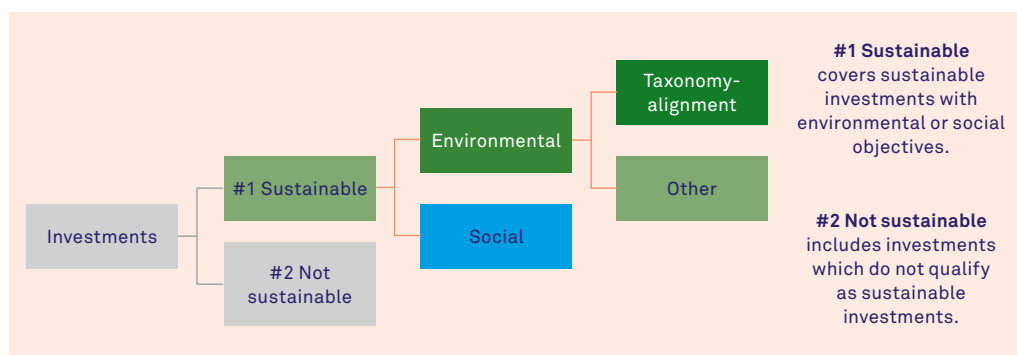 Investments
#1 Sustainable
#2 Not
sustainable
Environmental
Social
Taxonomy-
alignment
Other
#1 Sustainable
covers sustainable
investments with
environmental or social
objectives.
#2 Not sustainable
includes investments
which do not qualify
as sustainable
investments.